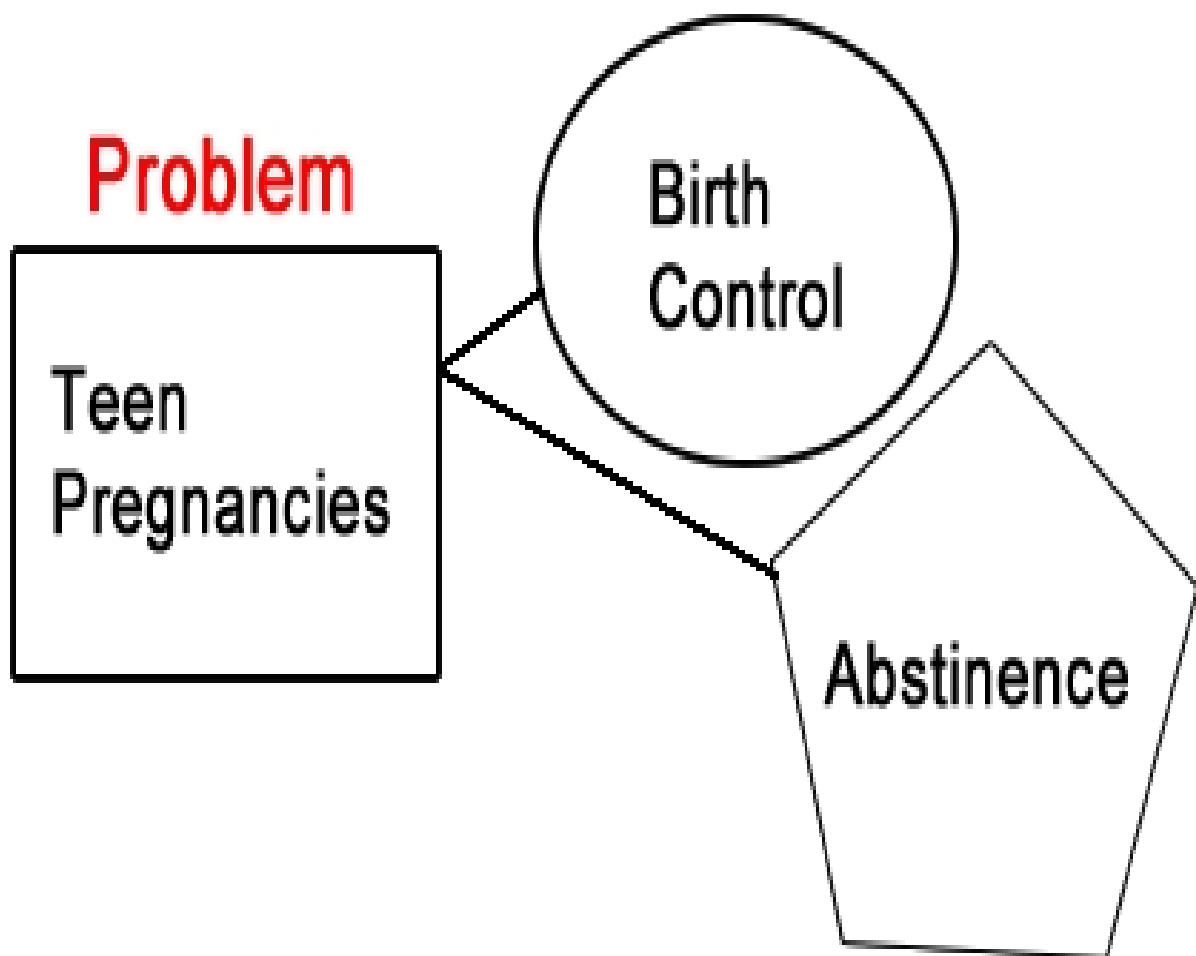 Problem
Teen
Pregnancies
Birth
Control
Abstinence